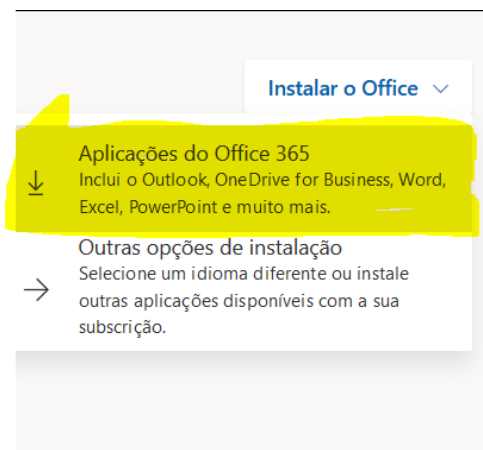 Instalar o Office
Aplicações do Office 365
Inclui o Outlook, OneDrive for Business, Word,
Excel, PowerPoint e muito mais.
Outras opções de instalação
Selecione um idioma diferente ou instale
outras aplicações disponíveis com a sua
subscrição.